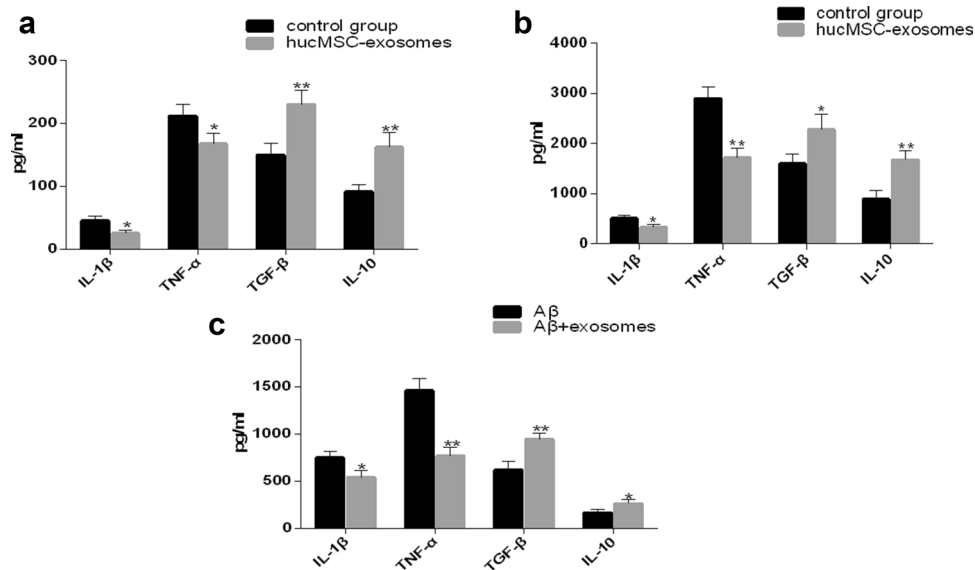 a
control group
hucMSC-exosomes
300
200
100
0
pg/ml
*
*
**
**
IL-1β
TNF-α
TGF-β
IL-10
b
control group
hucMSC-exosomes
4000
3000
2000
1000
0
pg/ml
*
**
*
**
IL-1β
TNF-α
TGF-β
IL-10
c
Aβ
Aβ+exosomes
2000
1500
1000
500
0
pg/ml
*
**
**
*
IL-1β
TNF-α
TGF-β
IL-10